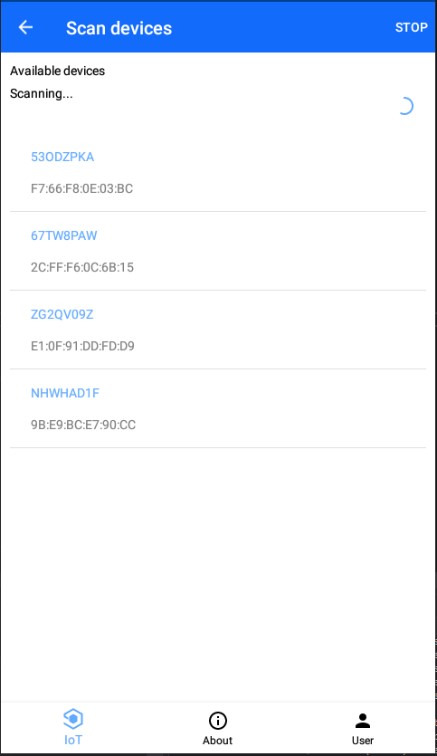 Scan devices
STOP
Available devices
Scanning...
53ODZPKA
F7:66:F8:0E:03:BC
67TW8PAW
2C:FF:F6:0C:6B:15
ZG2QV09Z
E1:0F:91:DD:FD:D9
NHWHAD1F
9B:E9:BC:E7:90:CC
IoT
About
User